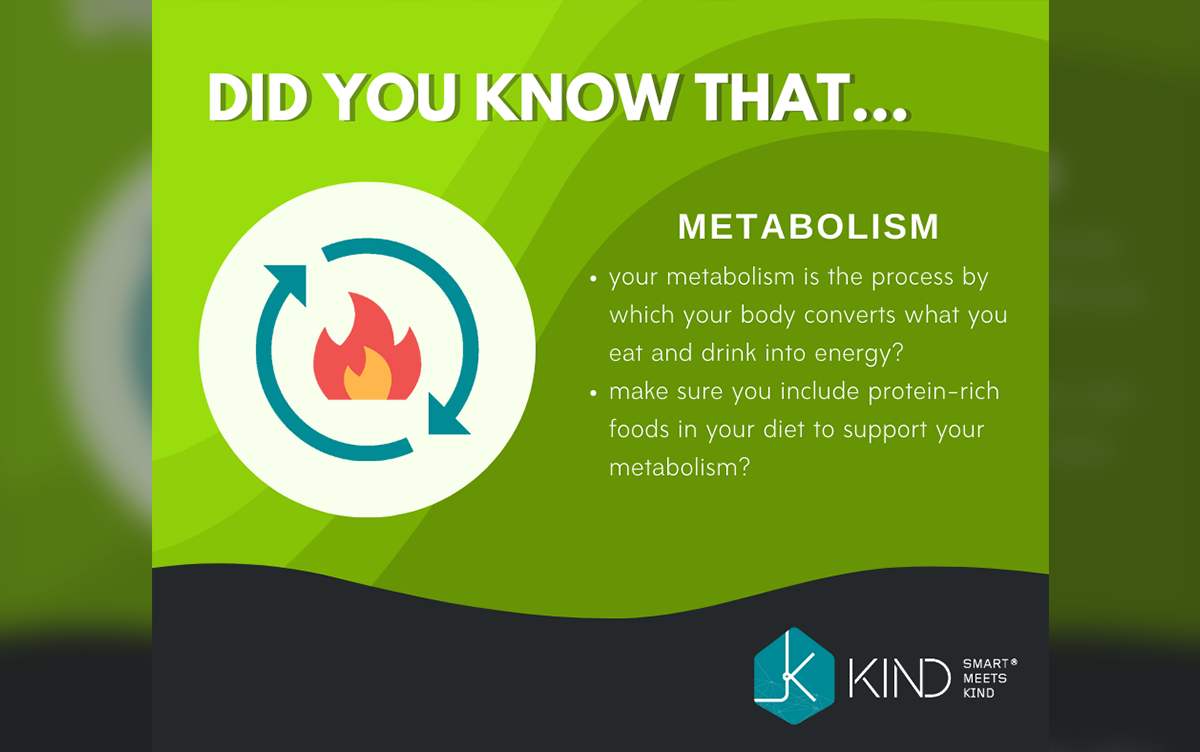 DID YOU KNOW THAT...
METABOLISM
• your metabolism is the process by
which your body converts what you
eat and drink into energy?
• make sure you include protein-rich
foods in your diet to support your
metabolism?
K
KIND
SMART®
MEETS
KIND